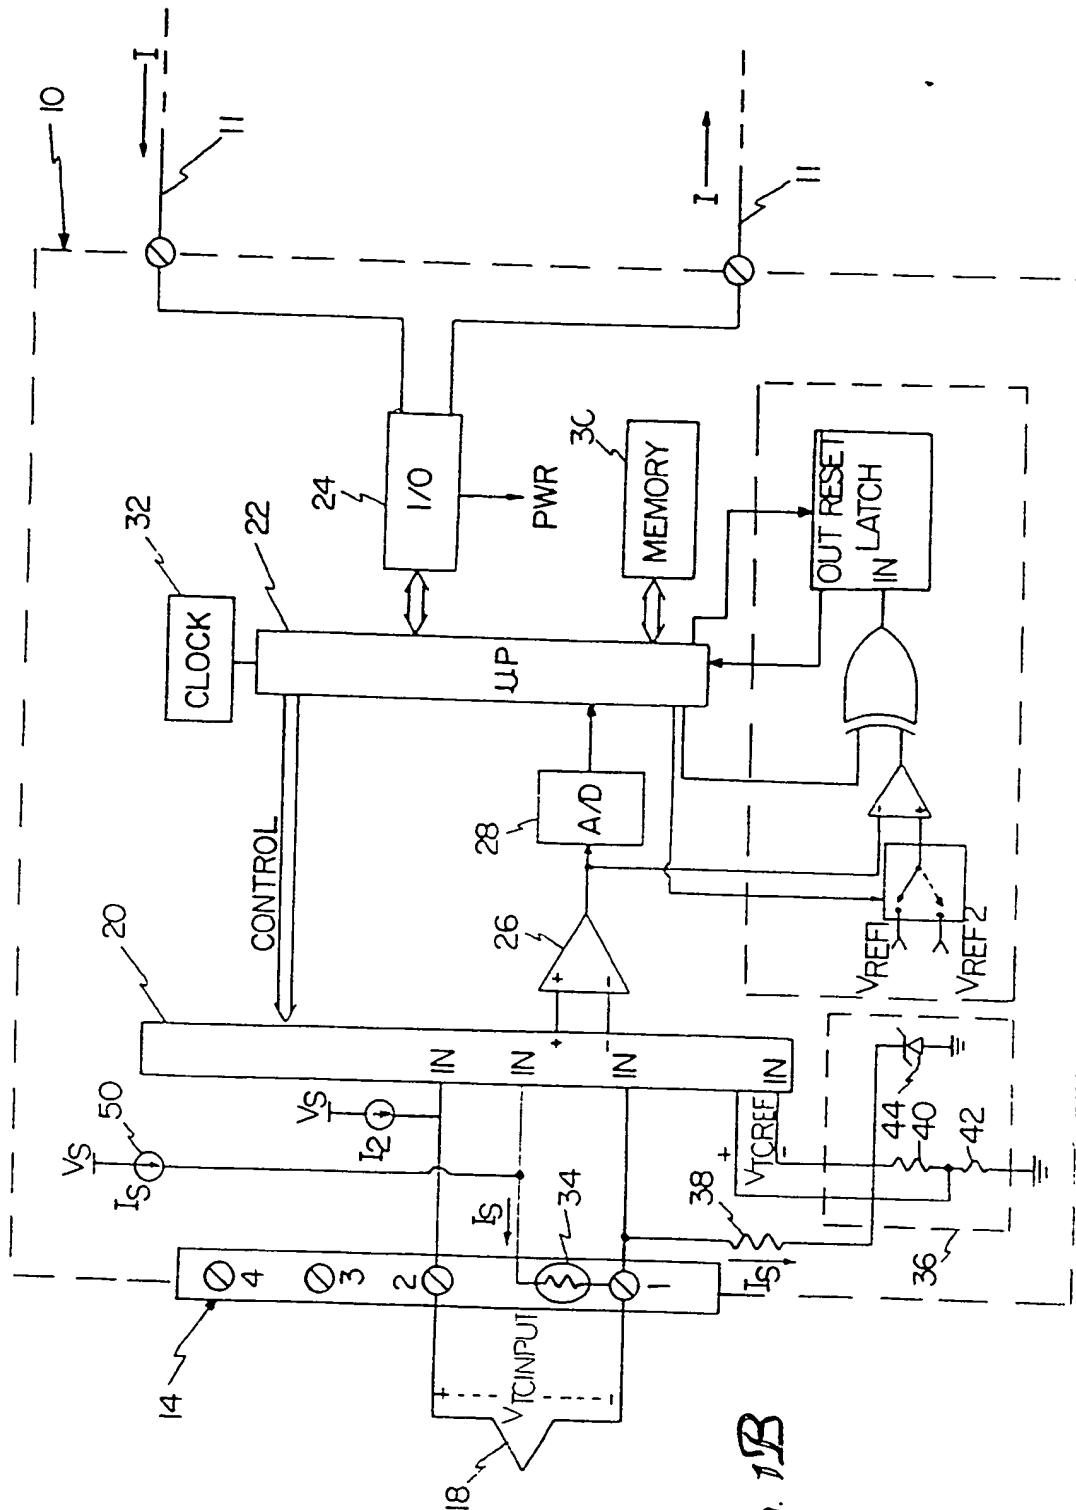 10
I
11
I
11
32
CLOCK
22
24
I/O
PWR
30
MEMORY
µP
CONTROL
20
28
A/D
26
+
-
OUT RESET
LATCH
IN
-
+
VREF1
VREF2
VS
50
IS
VS
I2
IN
IN
+
-
IN
IN
+
VTCREF
-
44
40
42
36
38
IS
34
IS
14
4
3
2
1
+
VTCINPUT
-
18
1B